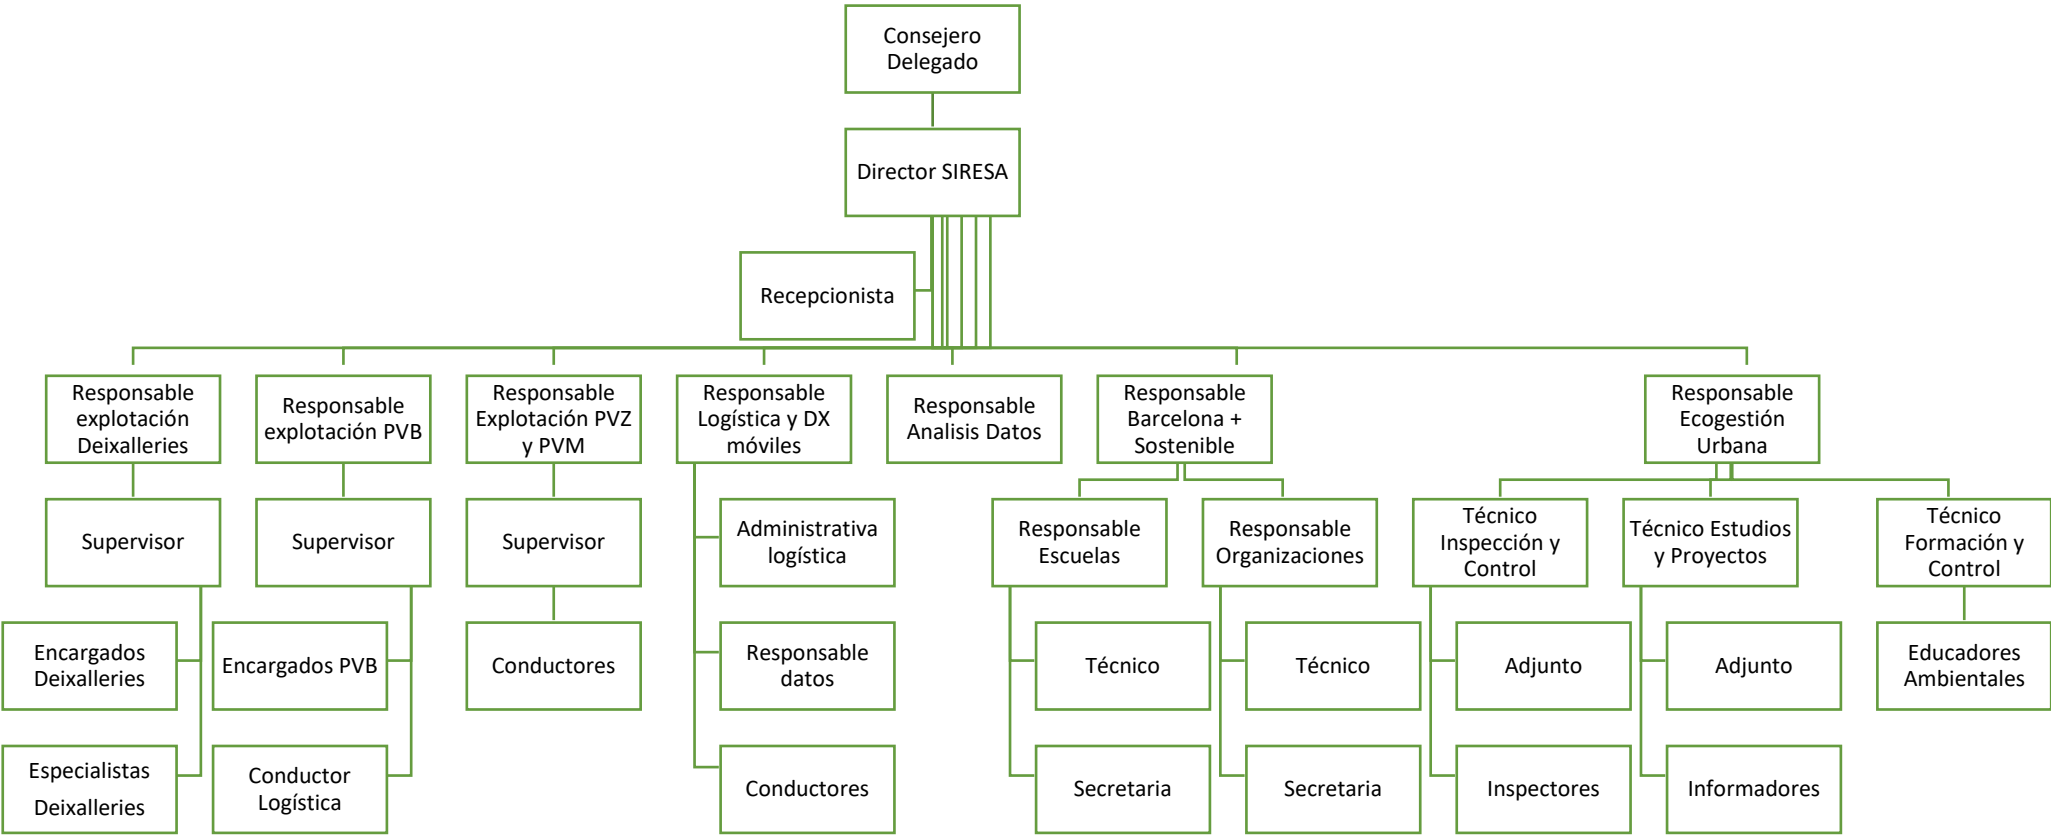 Consejero
Delegado
Director SIRESA
Recepcionista
Responsable
explotación
Deixalleries
Responsable
explotación PVB
Responsable
Explotación PVZ
y PVM
Responsable
Logística y DX
móviles
Responsable
Analisis Datos
Responsable
Barcelona +
Sostenible
Responsable
Ecogestión
Urbana
Supervisor
Supervisor
Supervisor
Administrativa
logística
Responsable
Escuelas
Responsable
Organizaciones
Técnico
Inspección y
Control
Técnico Estudios
y Proyectos
Técnico
Formación y
Control
Encargados
Deixalleries
Encargados PVB
Conductores
Responsable
datos
Técnico
Técnico
Adjunto
Adjunto
Educadores
Ambientales
Especialistas
Deixalleries
Conductor
Logística
Conductores
Secretaria
Secretaria
Inspectores
Informadores